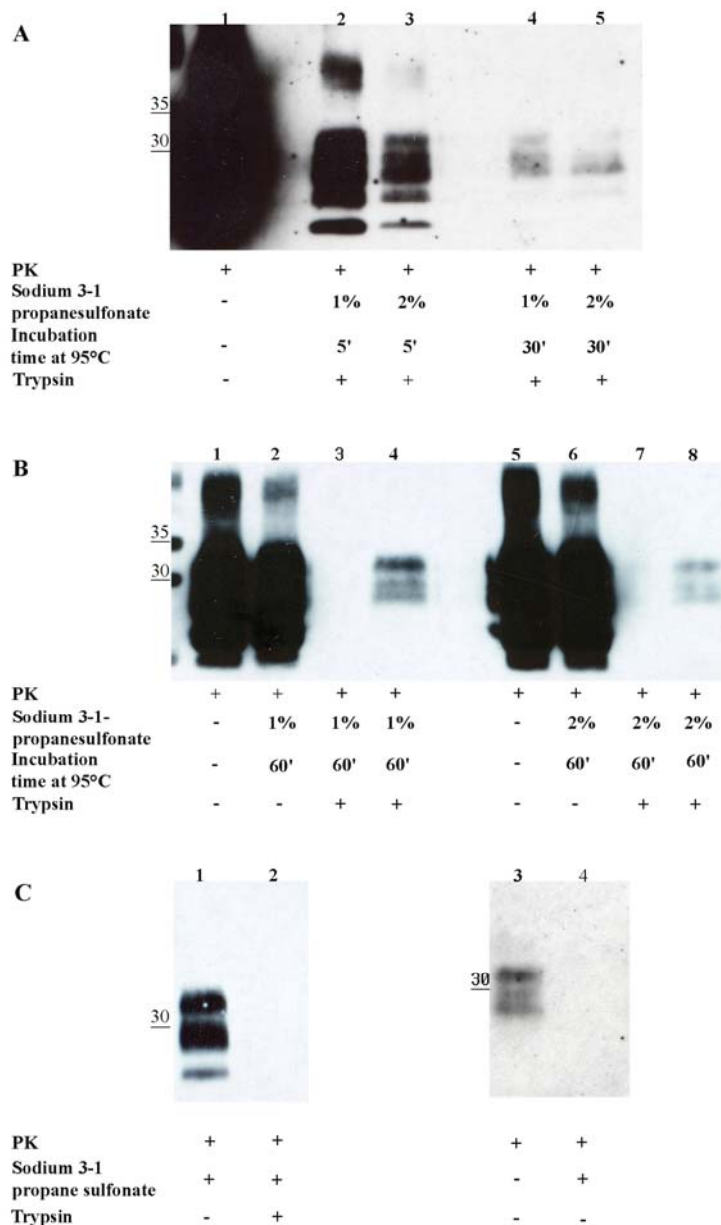 A
1 2 3 4 5
35
30
PK + + + + +
Sodium 3-1
propanesulfonate - 1% 2% 1% 2%
Incubation
time at 95°C - 5' 5' 30' 30'
Trypsin - + + + +
B
1 2 3 4 5 6 7 8
35
30
PK + + + + + + + +
Sodium 3-1-
propanesulfonate - 1% 1% 1% - 2% 2% 2%
Incubation
time at 95°C - 60' 60' 60' - 60' 60' 60'
Trypsin - - + + - - + +
C
1 2 3 4
30 30
PK + + + +
Sodium 3-1
propane sulfonate + + - +
Trypsin - + - -